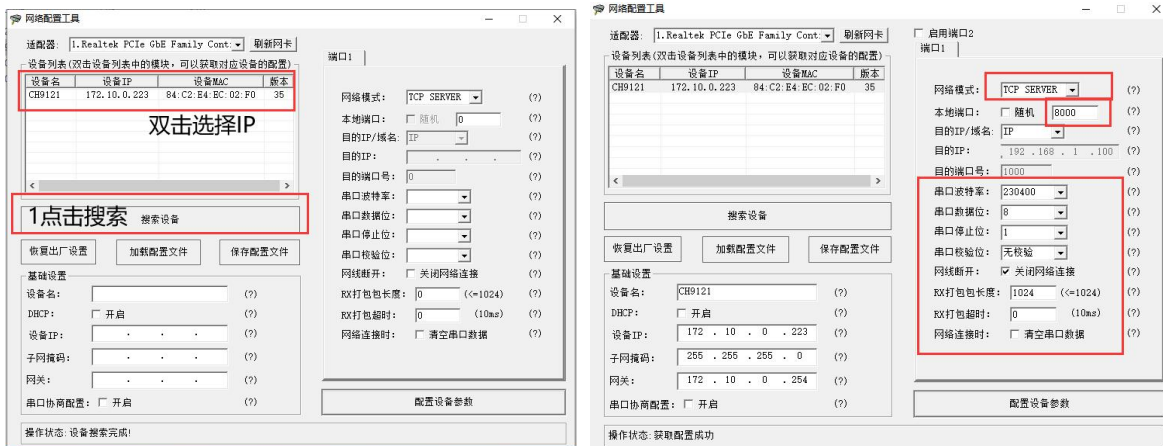 网络配置工具
适配器: 1.Realtek PCIe GbE Family Cont: 刷新网卡
设备列表(双击设备列表中的模块，可以获取对应设备的配置)
设备名 设备IP 设备MAC 版本
CH9121 172.10.0.223 84:C2:E4:EC:02:F0 35
双击选择IP
1点击搜索 搜索设备
恢复出厂设置 加载配置文件 保存配置文件
基础设置
设备名: (?)
DHCP: 开启 (?)
设备IP: . . . (?)
子网掩码: . . . (?)
网关: . . . (?)
串口协商配置: 开启 (?)
操作状态:设备搜索完成!
端口1
网络模式: TCP SERVER (?)
本地端口: 随机 0 (?)
目的IP/域名: IP (?)
目的IP: . . . (?)
目的端口号: 0 (?)
串口波特率: (?)
串口数据位: (?)
串口停止位: (?)
串口校验位: (?)
网线断开: 关闭网络连接 (?)
RX打包包长度: 0 (<=1024) (?)
RX打包超时: 0 (10ms) (?)
网络连接时: 清空串口数据 (?)
配置设备参数
网络配置工具
适配器: 1.Realtek PCIe GbE Family Cont: 刷新网卡
设备列表(双击设备列表中的模块，可以获取对应设备的配置)
设备名 设备IP 设备MAC 版本
CH9121 172.10.0.223 84:C2:E4:EC:02:F0 35
搜索设备
恢复出厂设置 加载配置文件 保存配置文件
基础设置
设备名: CH9121 (?)
DHCP: 开启 (?)
设备IP: 172 . 10 . 0 . 223 (?)
子网掩码: 255 . 255 . 255 . 0 (?)
网关: 172 . 10 . 0 . 254 (?)
串口协商配置: 开启 (?)
操作状态:获取配置成功
启用端口2
端口1
网络模式: TCP SERVER (?)
本地端口: 随机 8000 (?)
目的IP/域名: IP (?)
目的IP: 192 . 168 . 1 . 100 (?)
目的端口号: 1000 (?)
串口波特率: 230400 (?)
串口数据位: 8 (?)
串口停止位: 1 (?)
串口校验位: 无校验 (?)
网线断开: 关闭网络连接 (?)
RX打包包长度: 1024 (<=1024) (?)
RX打包超时: 0 (10ms) (?)
网络连接时: 清空串口数据 (?)
配置设备参数